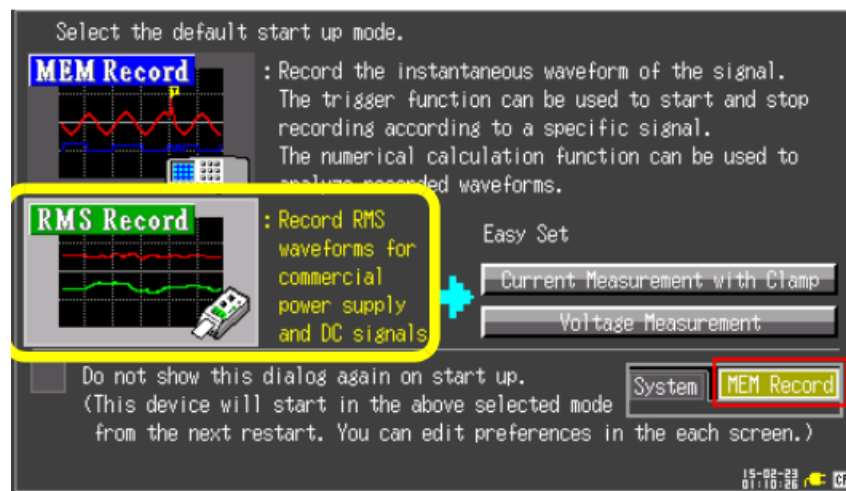 Select the default start up mode.
MEM Record
: Record the instantaneous waveform of the signal.
The trigger function can be used to start and stop
recording according to a specific signal.
The numerical calculation function can be used to
analyze recorded waveforms.
RMS Record
: Record RMS
waveforms for
commercial
power supply
and DC signals
Easy Set
Current Measurement with Clamp
Voltage Measurement
Do not show this dialog again on start up.
(This device will start in the above selected mode
from the next restart. You can edit preferences in the each screen.)
System
MEM Record
15-02-23
01:10:26
CF